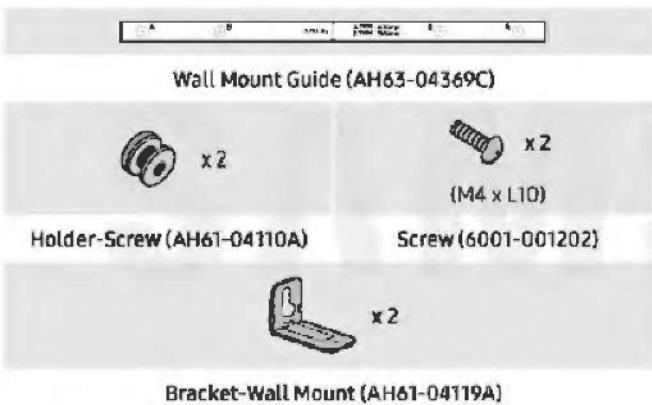 A B B A
Wall Mount Guide (AH63-04369C)
x 2
x 2
(M4 x L10)
Holder-Screw (AH61-04110A)
Screw (6001-001202)
x 2
Bracket-Wall Mount (AH61-04119A)